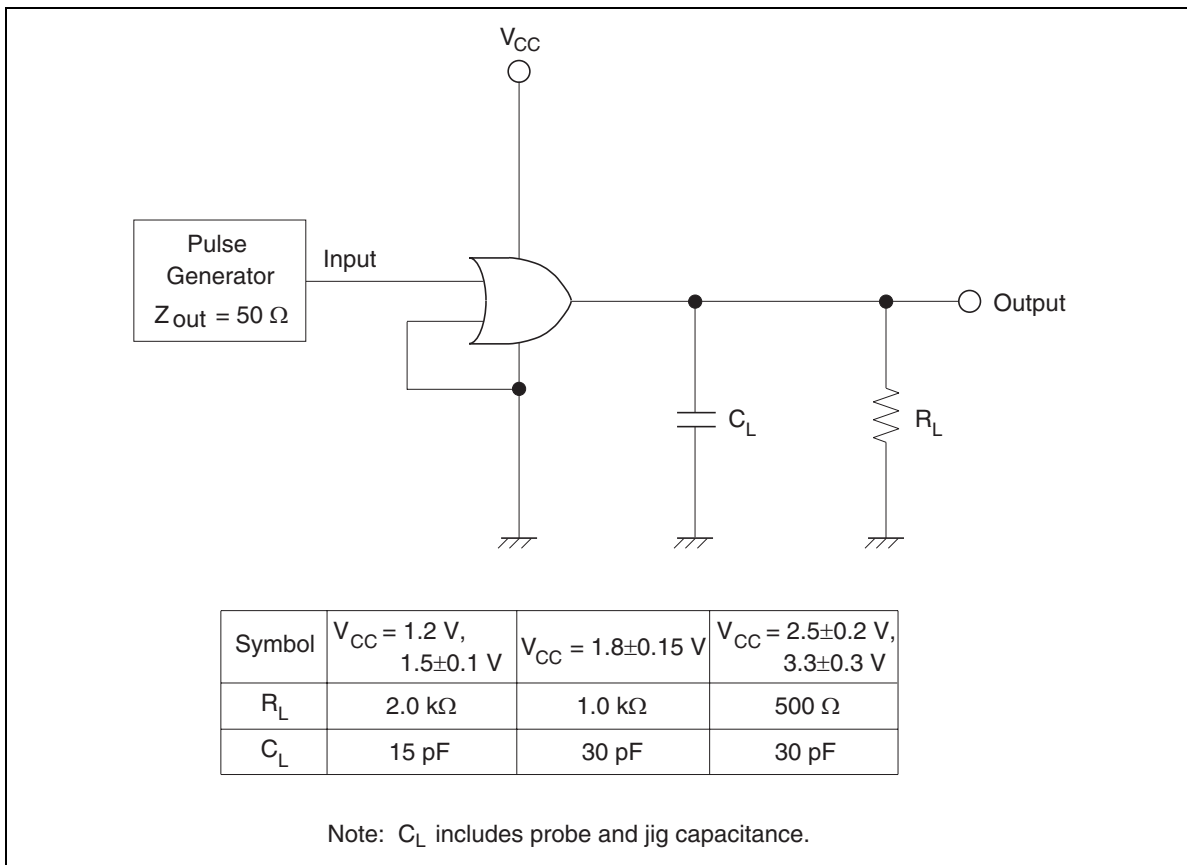 VCC
Pulse
Generator
Zout = 50 Ω
Input
Output
CL
RL
Symbol
VCC = 1.2 V,
1.5±0.1 V
VCC = 1.8±0.15 V
VCC = 2.5±0.2 V,
3.3±0.3 V
RL
2.0 kΩ
1.0 kΩ
500 Ω
CL
15 pF
30 pF
30 pF
Note: CL includes probe and jig capacitance.